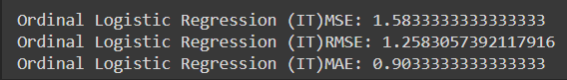 Ordinal Logistic Regression (IT)MSE: 1.5833333333333333
Ordinal Logistic Regression (IT)RMSE: 1.2583057392117916
Ordinal Logistic Regression (IT)MAE: 0.9033333333333333